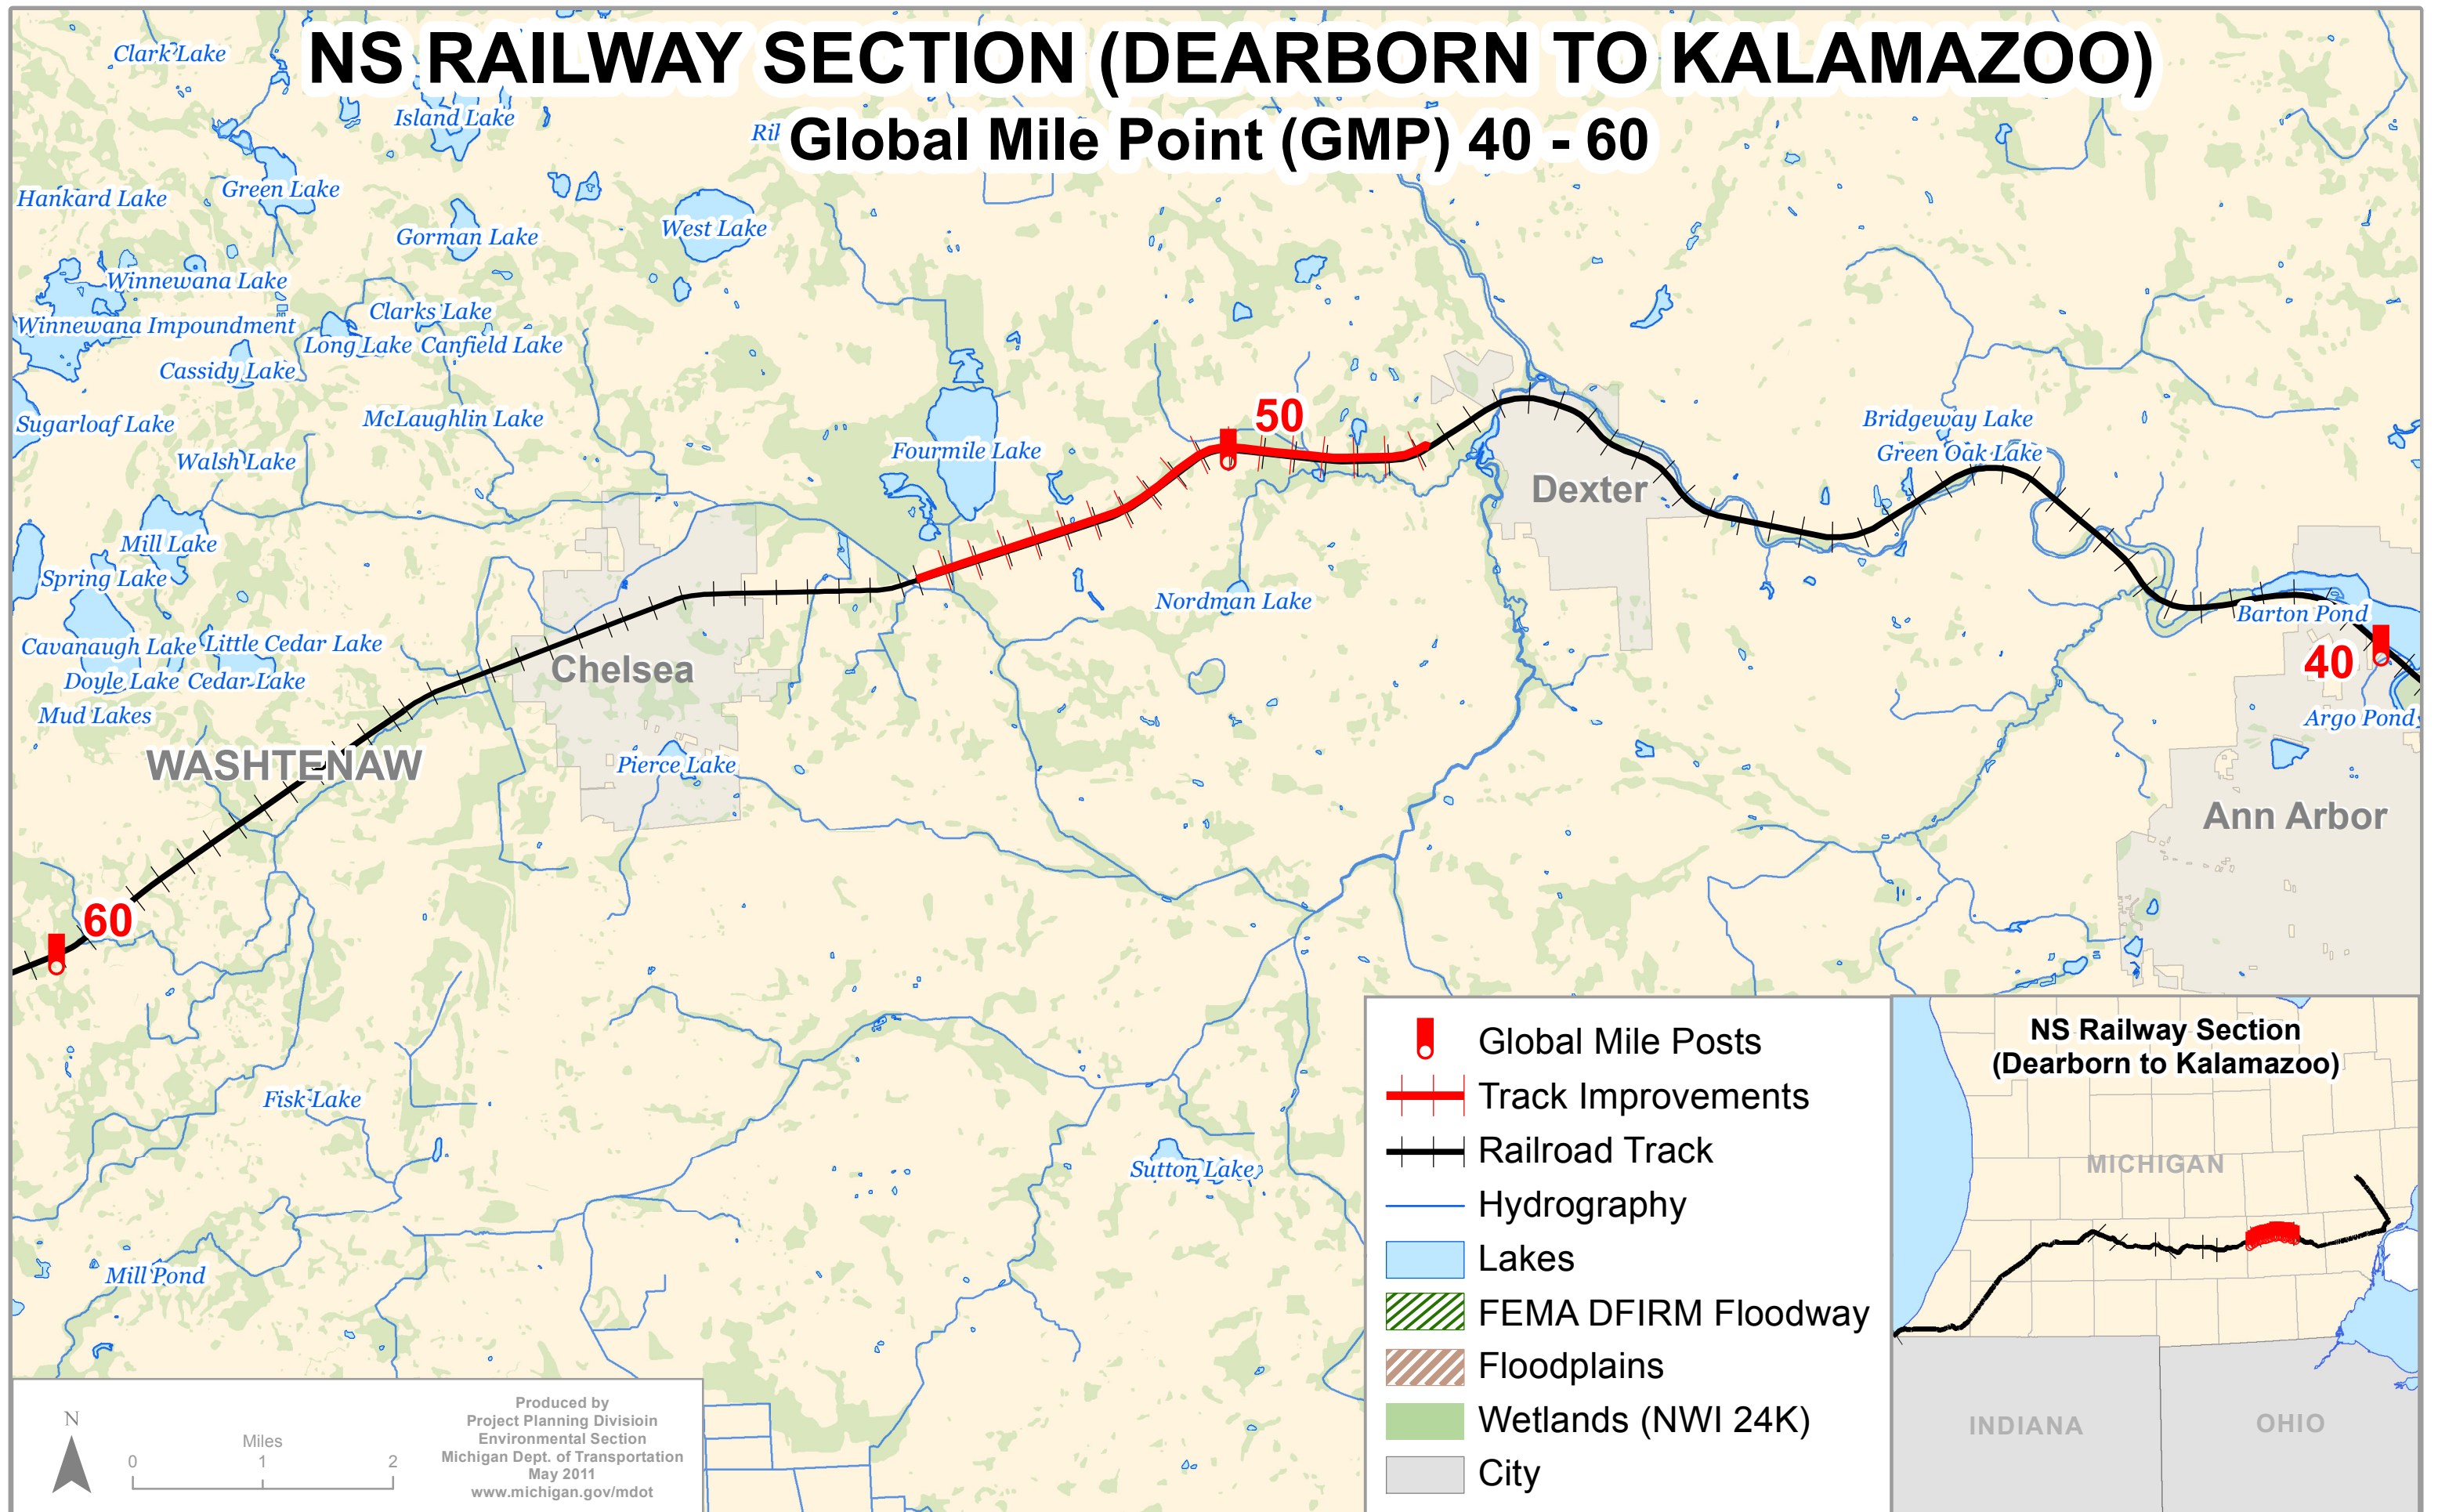 NS RAILWAY SECTION (DEARBORN TO KALAMAZOO)
Global Mile Point (GMP) 40 - 60
Clark Lake
Island Lake
Hankard Lake
Green Lake
Gorman Lake
West Lake
Winnewana Lake
Winnewana Impoundment
Clarks Lake
Long Lake
Canfield Lake
Cassidy Lake
Sugarloaf Lake
McLaughlin Lake
Walsh Lake
Fourmile Lake
50
Bridgeway Lake
Green Oak Lake
Dexter
Mill Lake
Spring Lake
Nordman Lake
Barton Pond
Cavanaugh Lake
Little Cedar Lake
Chelsea
40
Doyle Lake
Cedar Lake
Mud Lakes
Argo Pond
WASHTENAW
Pierce Lake
Ann Arbor
60
Fisk Lake
Sutton Lake
Mill Pond
Global Mile Posts
Track Improvements
Railroad Track
Hydrography
Lakes
FEMA DFIRM Floodway
Floodplains
Wetlands (NWI 24K)
City
NS Railway Section
(Dearborn to Kalamazoo)
MICHIGAN
INDIANA
OHIO
N
Miles
0 1 2
Produced by
Project Planning Divisioin
Environmental Section
Michigan Dept. of Transportation
May 2011
www.michigan.gov/mdot